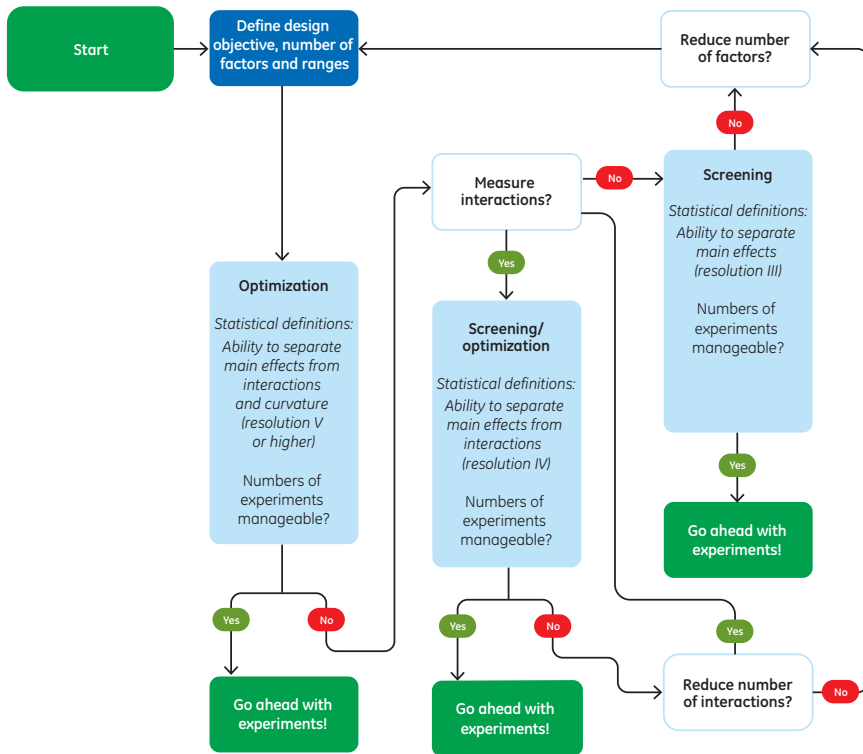 Start
Define design
objective, number of
factors and ranges
Reduce number
of factors?
No
Measure
interactions?
No
Screening
Statistical definitions:
Ability to separate
main effects
(resolution III)
Numbers of
experiments
manageable?
Yes
Optimization
Statistical definitions:
Ability to separate
main effects from
interactions
and curvature
(resolution V
or higher)
Numbers of
experiments
manageable?
Screening/
optimization
Statistical definitions:
Ability to separate
main effects from
interactions
(resolution IV)
Numbers of
experiments
manageable?
Yes
Go ahead with
experiments!
Yes
No
Yes
No
Yes
Go ahead with
experiments!
Go ahead with
experiments!
Reduce number
of interactions?
No